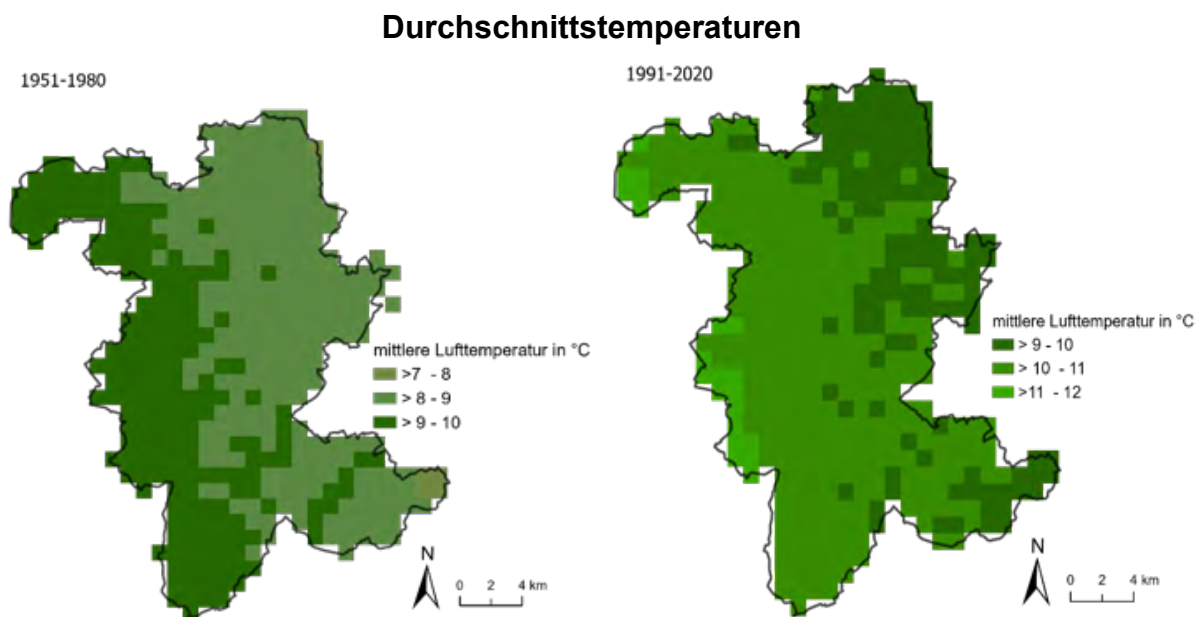 Durchschnittstemperaturen
1951-1980
mittlere Lufttemperatur in °C
>7 - 8
> 8 - 9
> 9 - 10
N
0 2 4 km
1991-2020
mittlere Lufttemperatur in °C
> 9 - 10
> 10 - 11
>11 - 12
N
0 2 4 km